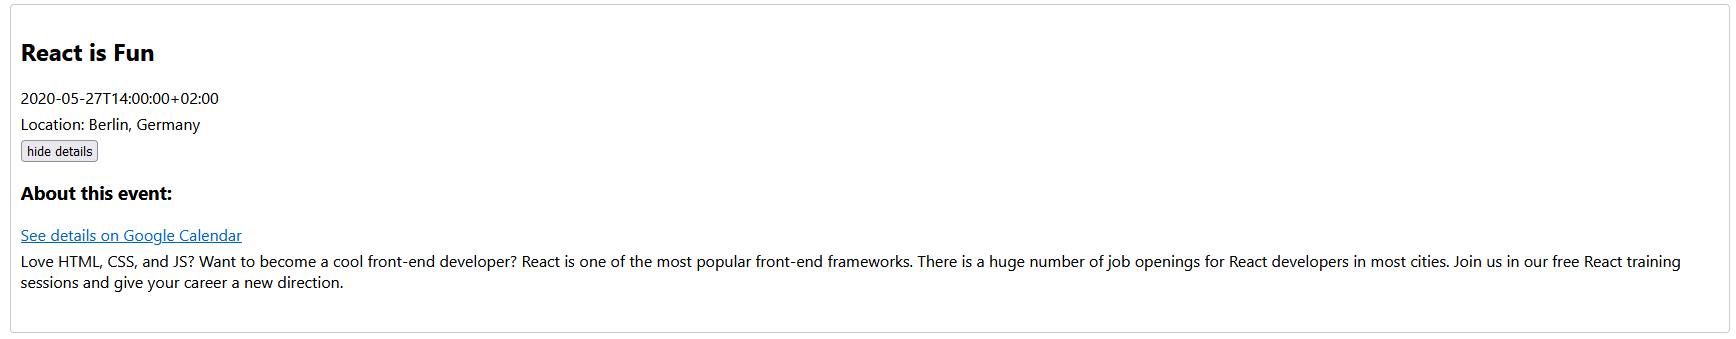 React is Fun
2020-05-27T14:00:00+02:00
Location: Berlin, Germany
hide details
About this event:
See details on Google Calendar
Love HTML, CSS, and JS? Want to become a cool front-end developer? React is one of the most popular front-end frameworks. There is a huge number of job openings for React developers in most cities. Join us in our free React training
sessions and give your career a new direction.